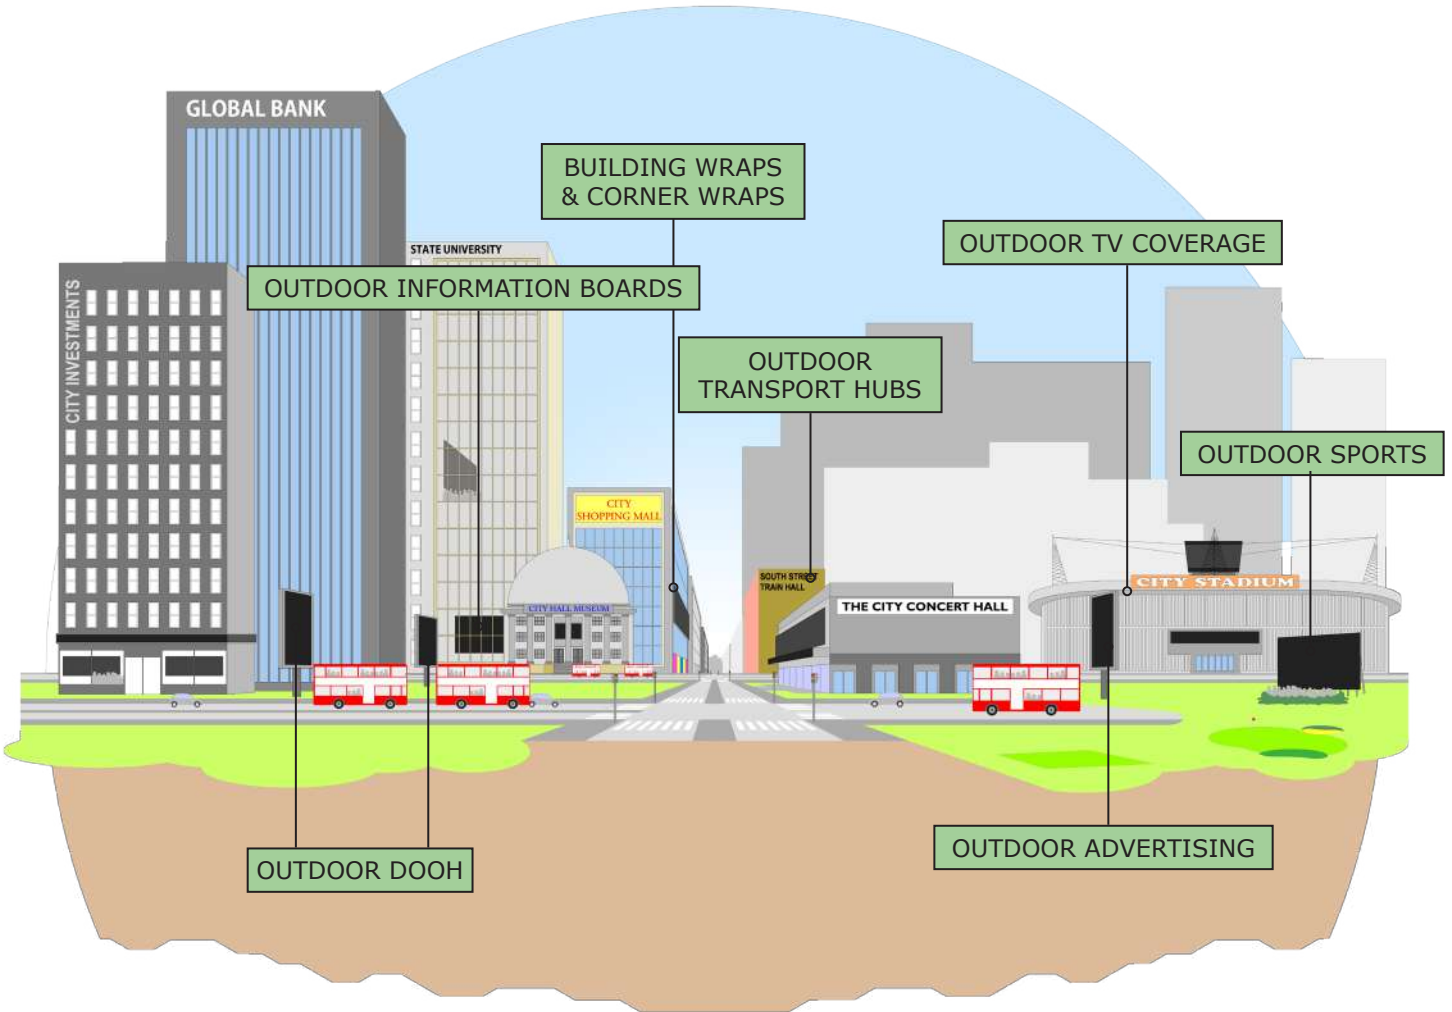 GLOBAL BANK
BUILDING WRAPS
& CORNER WRAPS
OUTDOOR TV COVERAGE
STATE UNIVERSITY
OUTDOOR INFORMATION BOARDS
CITY INVESTMENTS
OUTDOOR
TRANSPORT HUBS
OUTDOOR SPORTS
CITY
SHOPPING MALL
SOUTH STREET
TRAIN HALL
CITY STADIUM
CITY HALL MUSEUM
THE CITY CONCERT HALL
OUTDOOR DOOH
OUTDOOR ADVERTISING